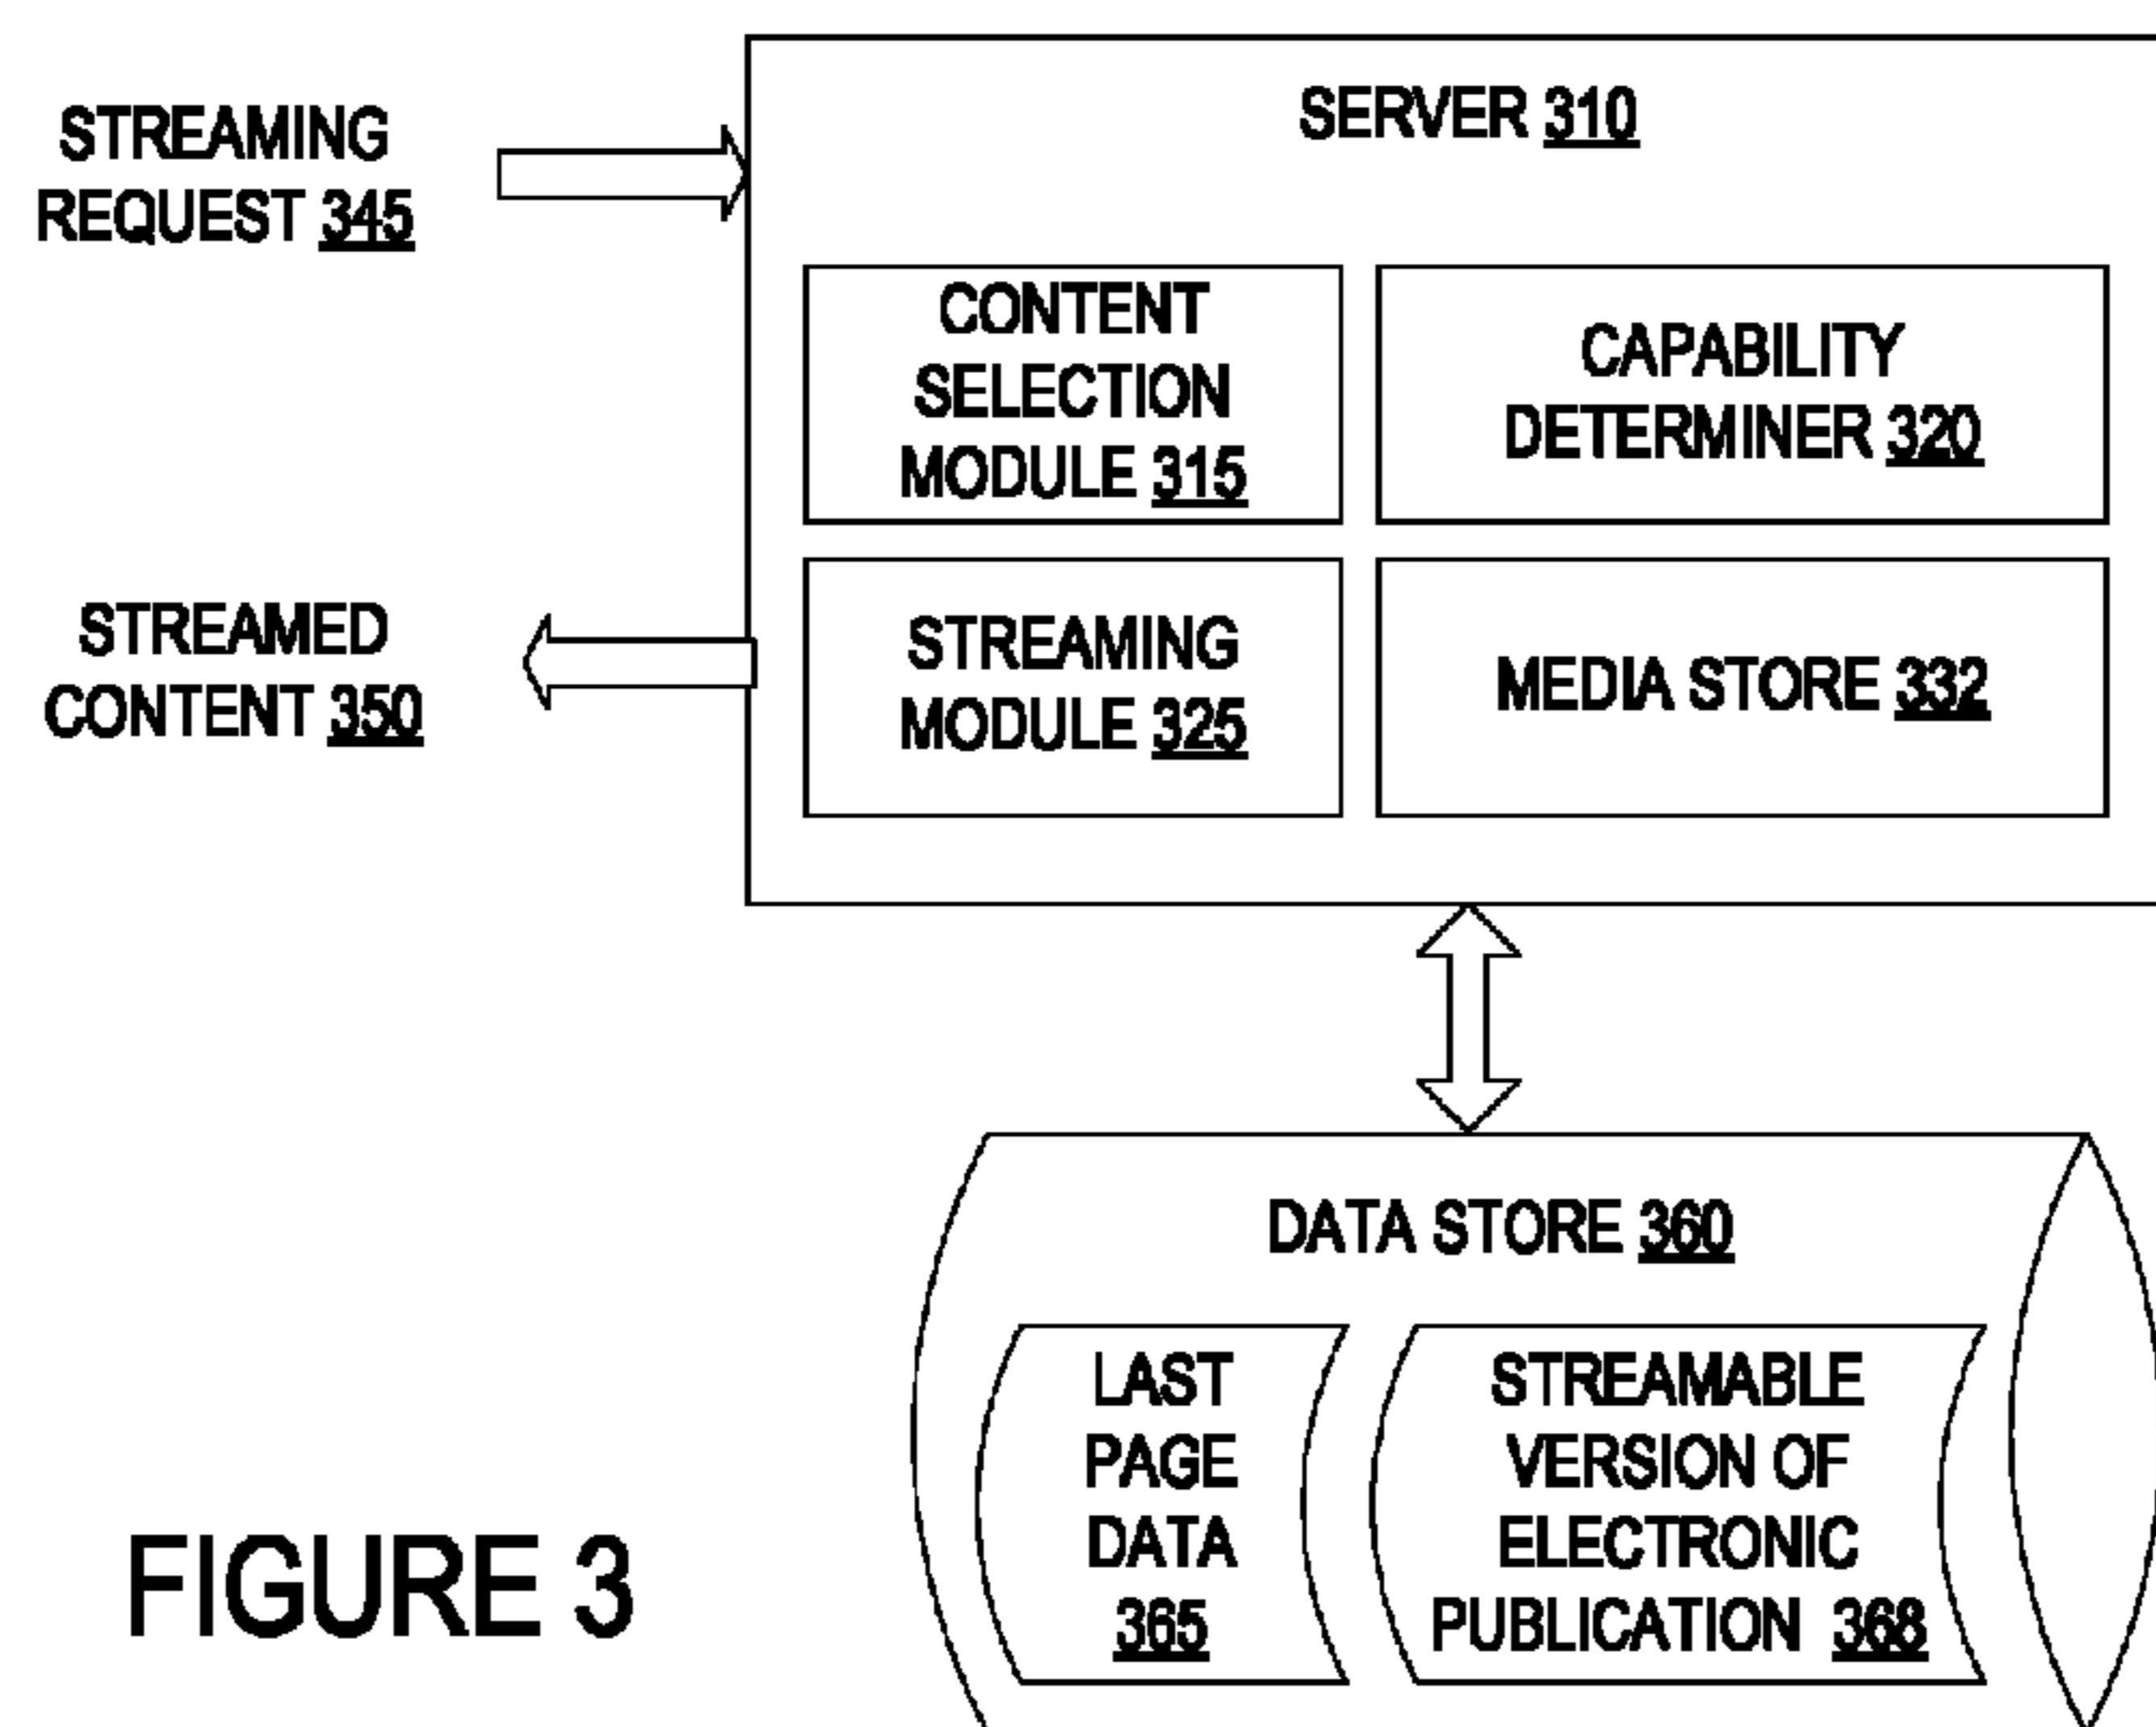 STREAMING
REQUEST 345
SERVER 310
CONTENT
SELECTION
MODULE 315
CAPABILITY
DETERMINER 320
STREAMED
CONTENT 350
STREAMING
MODULE 325
MEDIA STORE 332
DATA STORE 360
LAST
PAGE
DATA
365
STREAMABLE
VERSION OF
ELECTRONIC
PUBLICATION 368
FIGURE 3